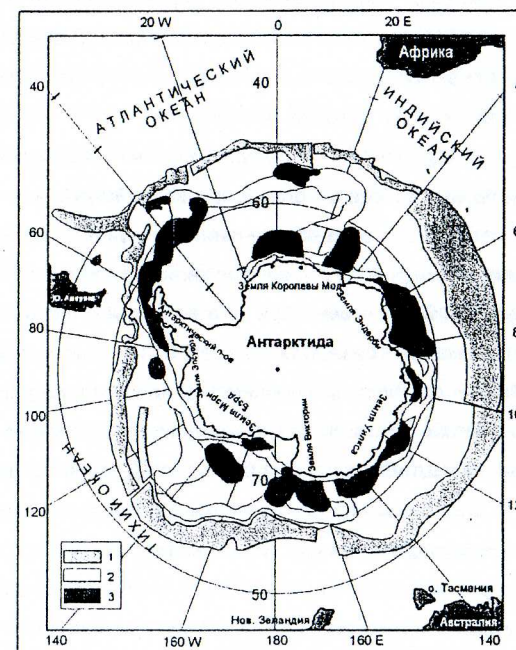 20 W
0
20 E
Африка
40
40
АТЛАНТИЧЕСКИЙ
ОКЕАН
ИНДИЙСКИЙ
ОКЕАН
60
60
Ю. Америка
Земля Королевы Мод
Земля Эндерби
Антарктический п-ов
Антарктида
80
Земля Мэри
Бэрд
Земля Виктории
Земля Уилкса
100
70
120
ТИХИЙ ОКЕАН
1
2
3
50
о. Тасмания
Нов. Зеландия
Австралия
140
160 W
180
160 E
140